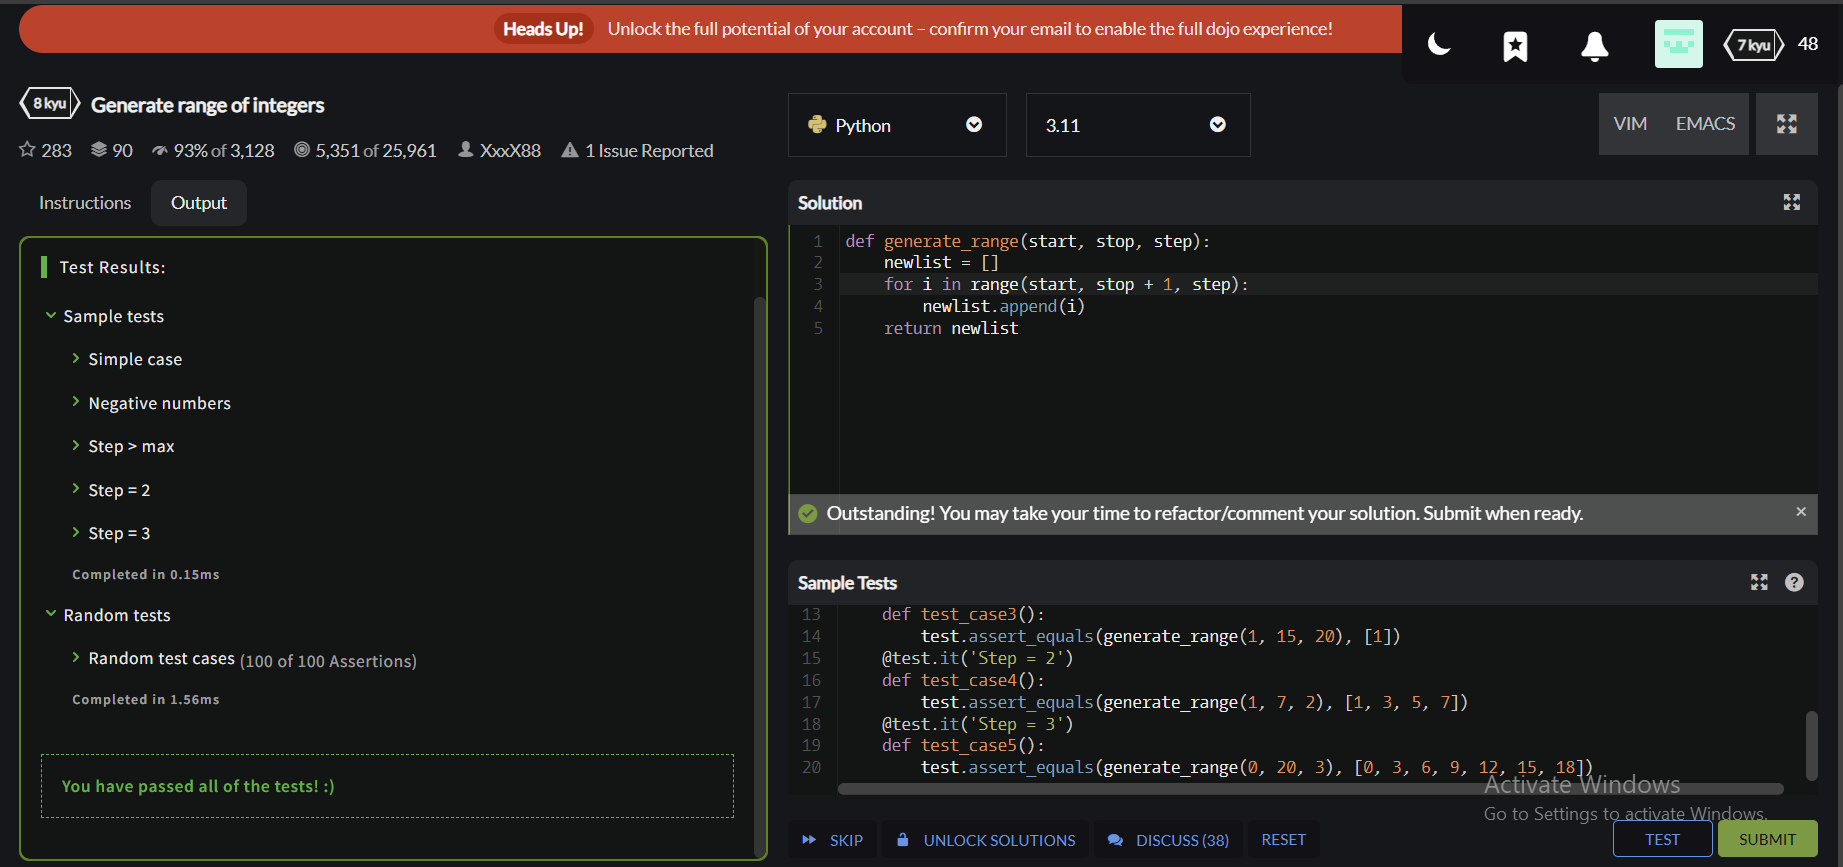 Heads Up! Unlock the full potential of your account – confirm your email to enable the full dojo experience!
7 kyu 48
8 kyu Generate range of integers
283 90 93% of 3,128 5,351 of 25,961 XxxX88 1 Issue Reported
Instructions Output
Test Results:
Sample tests
Simple case
Negative numbers
Step > max
Step = 2
Step = 3
Completed in 0.15ms
Random tests
Random test cases (100 of 100 Assertions)
Completed in 1.56ms
You have passed all of the tests! :)
Python 3.11 VIM EMACS
Solution
1 def generate_range(start, stop, step):
2 newlist = []
3 for i in range(start, stop + 1, step):
4 newlist.append(i)
5 return newlist
Outstanding! You may take your time to refactor/comment your solution. Submit when ready. ×
Sample Tests ?
13 def test_case3():
14 test.assert_equals(generate_range(1, 15, 20), [1])
15 @test.it('Step = 2')
16 def test_case4():
17 test.assert_equals(generate_range(1, 7, 2), [1, 3, 5, 7])
18 @test.it('Step = 3')
19 def test_case5():
20 test.assert_equals(generate_range(0, 20, 3), [0, 3, 6, 9, 12, 15, 18])
Activate Windows
Go to Settings to activate Windows.
SKIP UNLOCK SOLUTIONS DISCUSS (38) RESET TEST SUBMIT